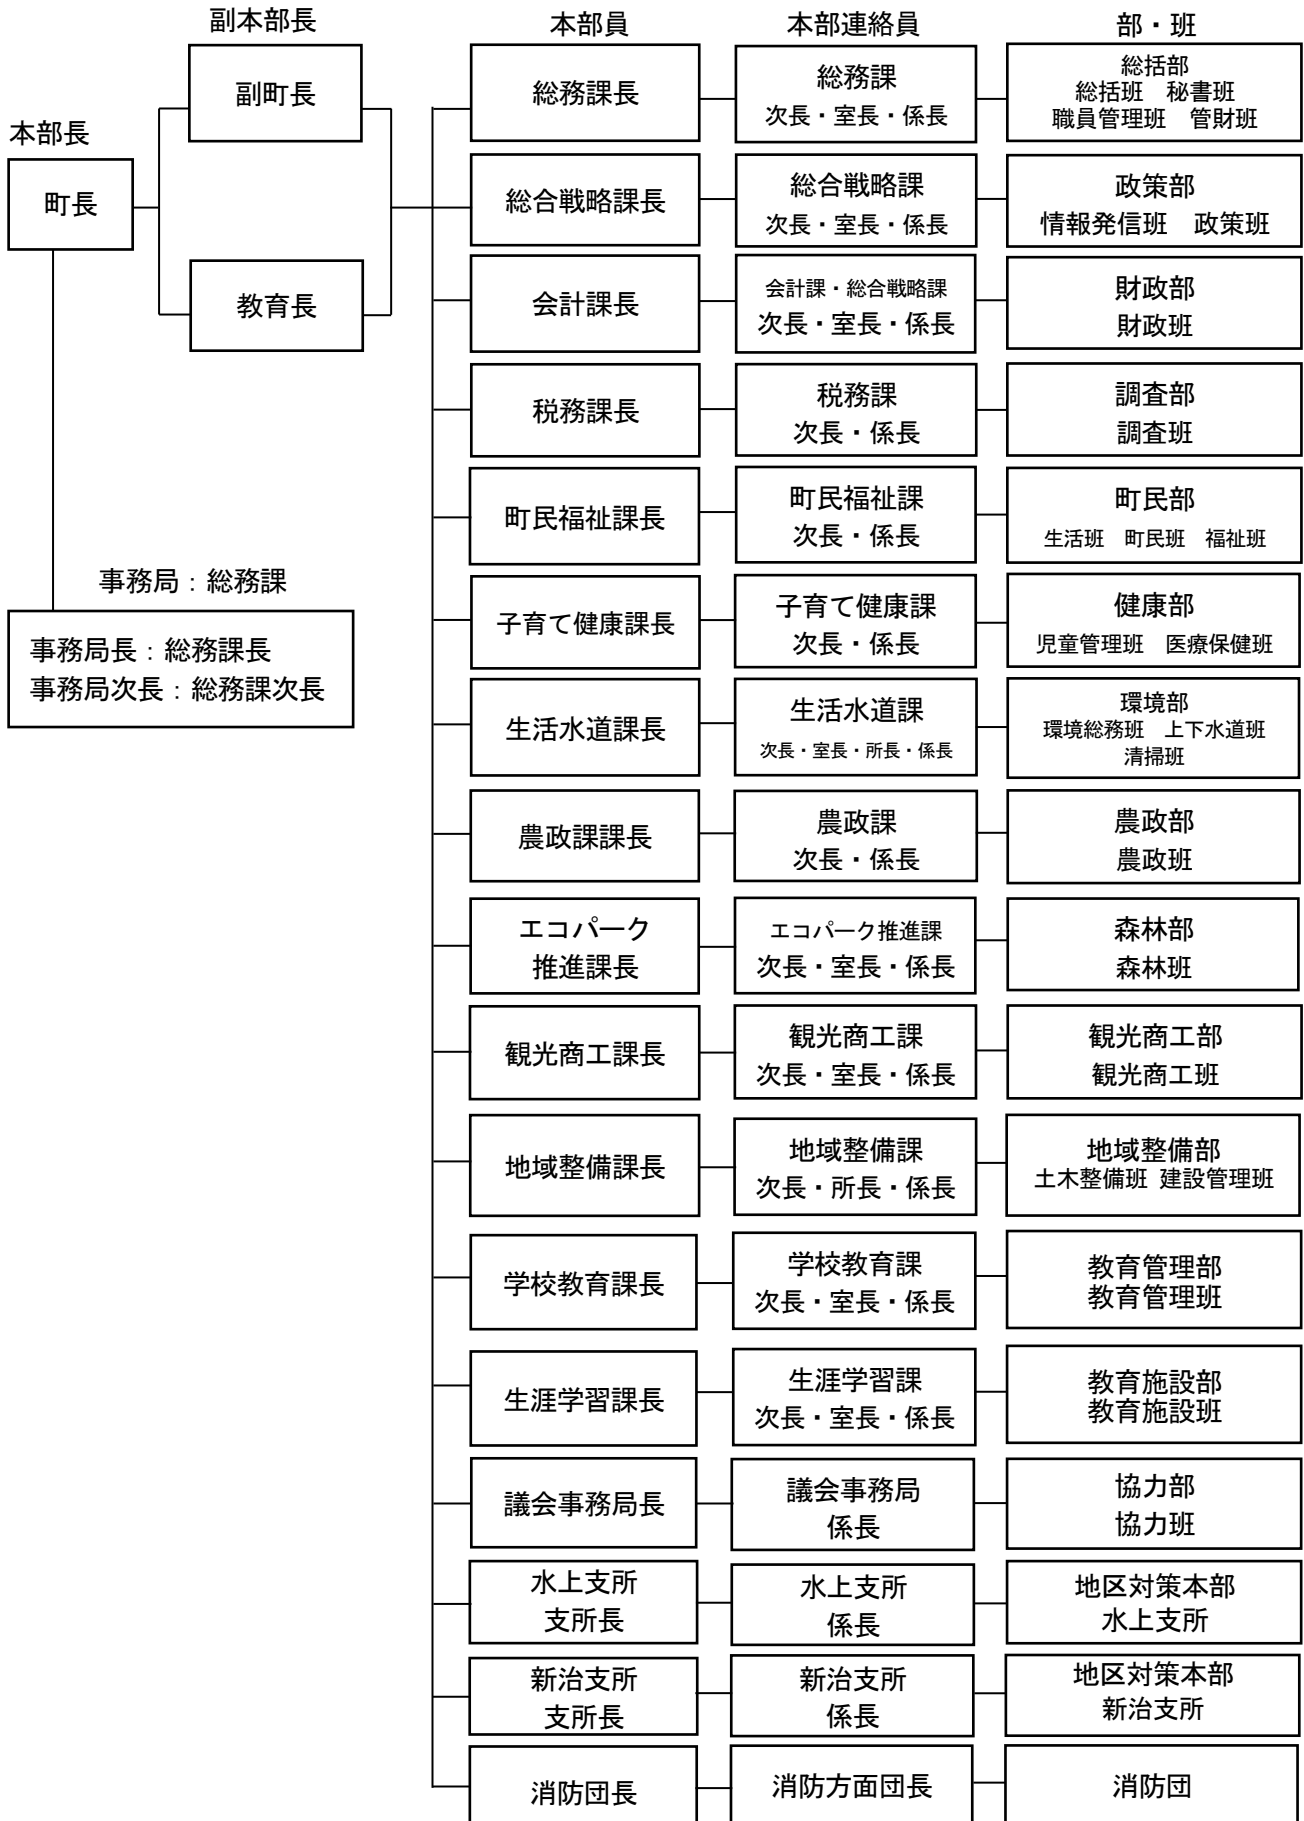 副本部長
本部員
本部連絡員
部・班
本部長
町長
副町長
教育長
事務局：総務課
事務局長：総務課長
事務局次長：総務課次長
総務課長
総務課
次長・室長・係長
総括部
総括班　秘書班
職員管理班　管財班
総合戦略課長
総合戦略課
次長・室長・係長
政策部
情報発信班　政策班
会計課長
会計課・総合戦略課
次長・室長・係長
財政部
財政班
税務課長
税務課
次長・係長
調査部
調査班
町民福祉課長
町民福祉課
次長・係長
町民部
生活班　町民班　福祉班
子育て健康課長
子育て健康課
次長・係長
健康部
児童管理班　医療保健班
生活水道課長
生活水道課
次長・室長・所長・係長
環境部
環境総務班　上下水道班
清掃班
農政課課長
農政課
次長・係長
農政部
農政班
エコパーク
推進課長
エコパーク推進課
次長・室長・係長
森林部
森林班
観光商工課長
観光商工課
次長・室長・係長
観光商工部
観光商工班
地域整備課長
地域整備課
次長・所長・係長
地域整備部
土木整備班 建設管理班
学校教育課長
学校教育課
次長・室長・係長
教育管理部
教育管理班
生涯学習課長
生涯学習課
次長・室長・係長
教育施設部
教育施設班
議会事務局長
議会事務局
係長
協力部
協力班
水上支所
支所長
水上支所
係長
地区対策本部
水上支所
新治支所
支所長
新治支所
係長
地区対策本部
新治支所
消防団長
消防方面団長
消防団